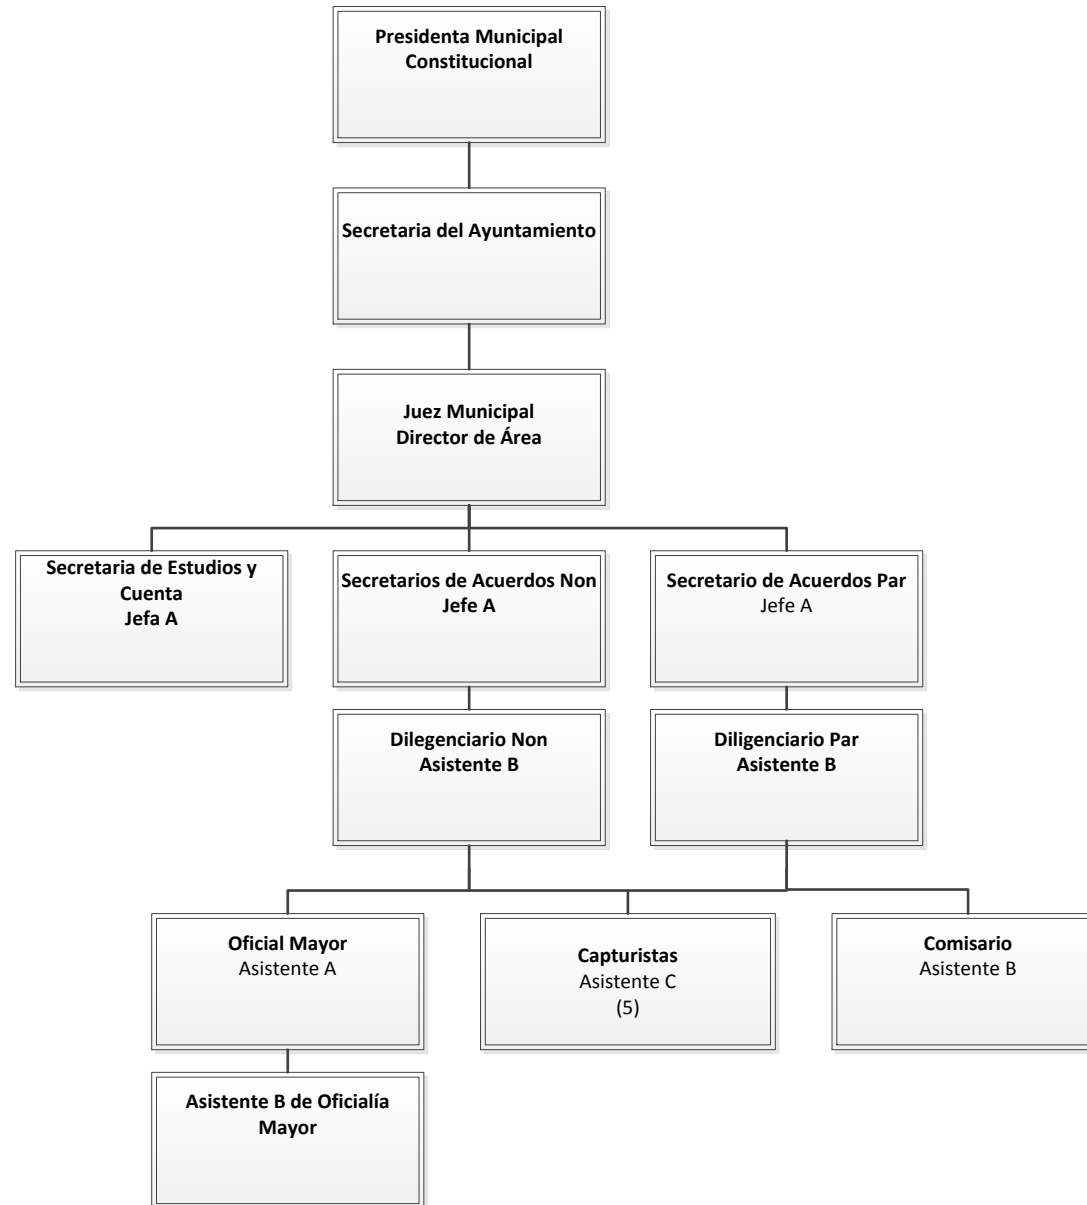 Presidenta Municipal
Constitucional
Secretaria del Ayuntamiento
Juez Municipal
Director de Área
Secretaria de Estudios y
Cuenta
Jefa A
Secretarios de Acuerdos Non
Jefe A
Secretario de Acuerdos Par
Jefe A
Dilegenciario Non
Asistente B
Diligenciario Par
Asistente B
Oficial Mayor
Asistente A
Capturistas
Asistente C
(5)
Comisario
Asistente B
Asistente B de Oficialía
Mayor